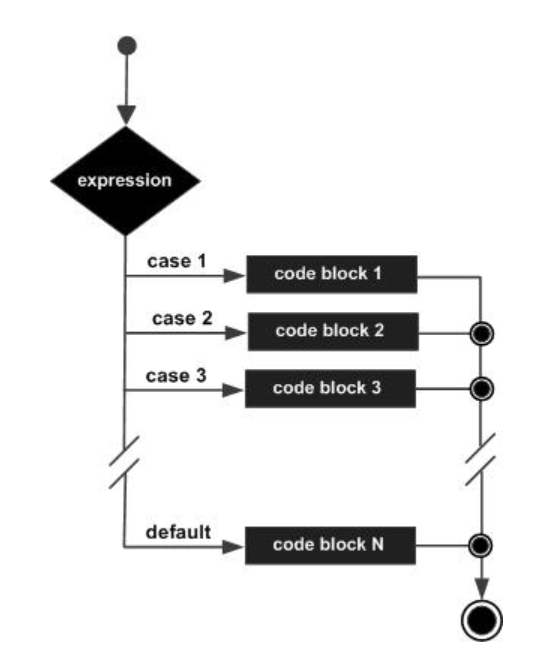 expression
case 1
code block 1
case 2
code block 2
case 3
code block 3
default
code block N